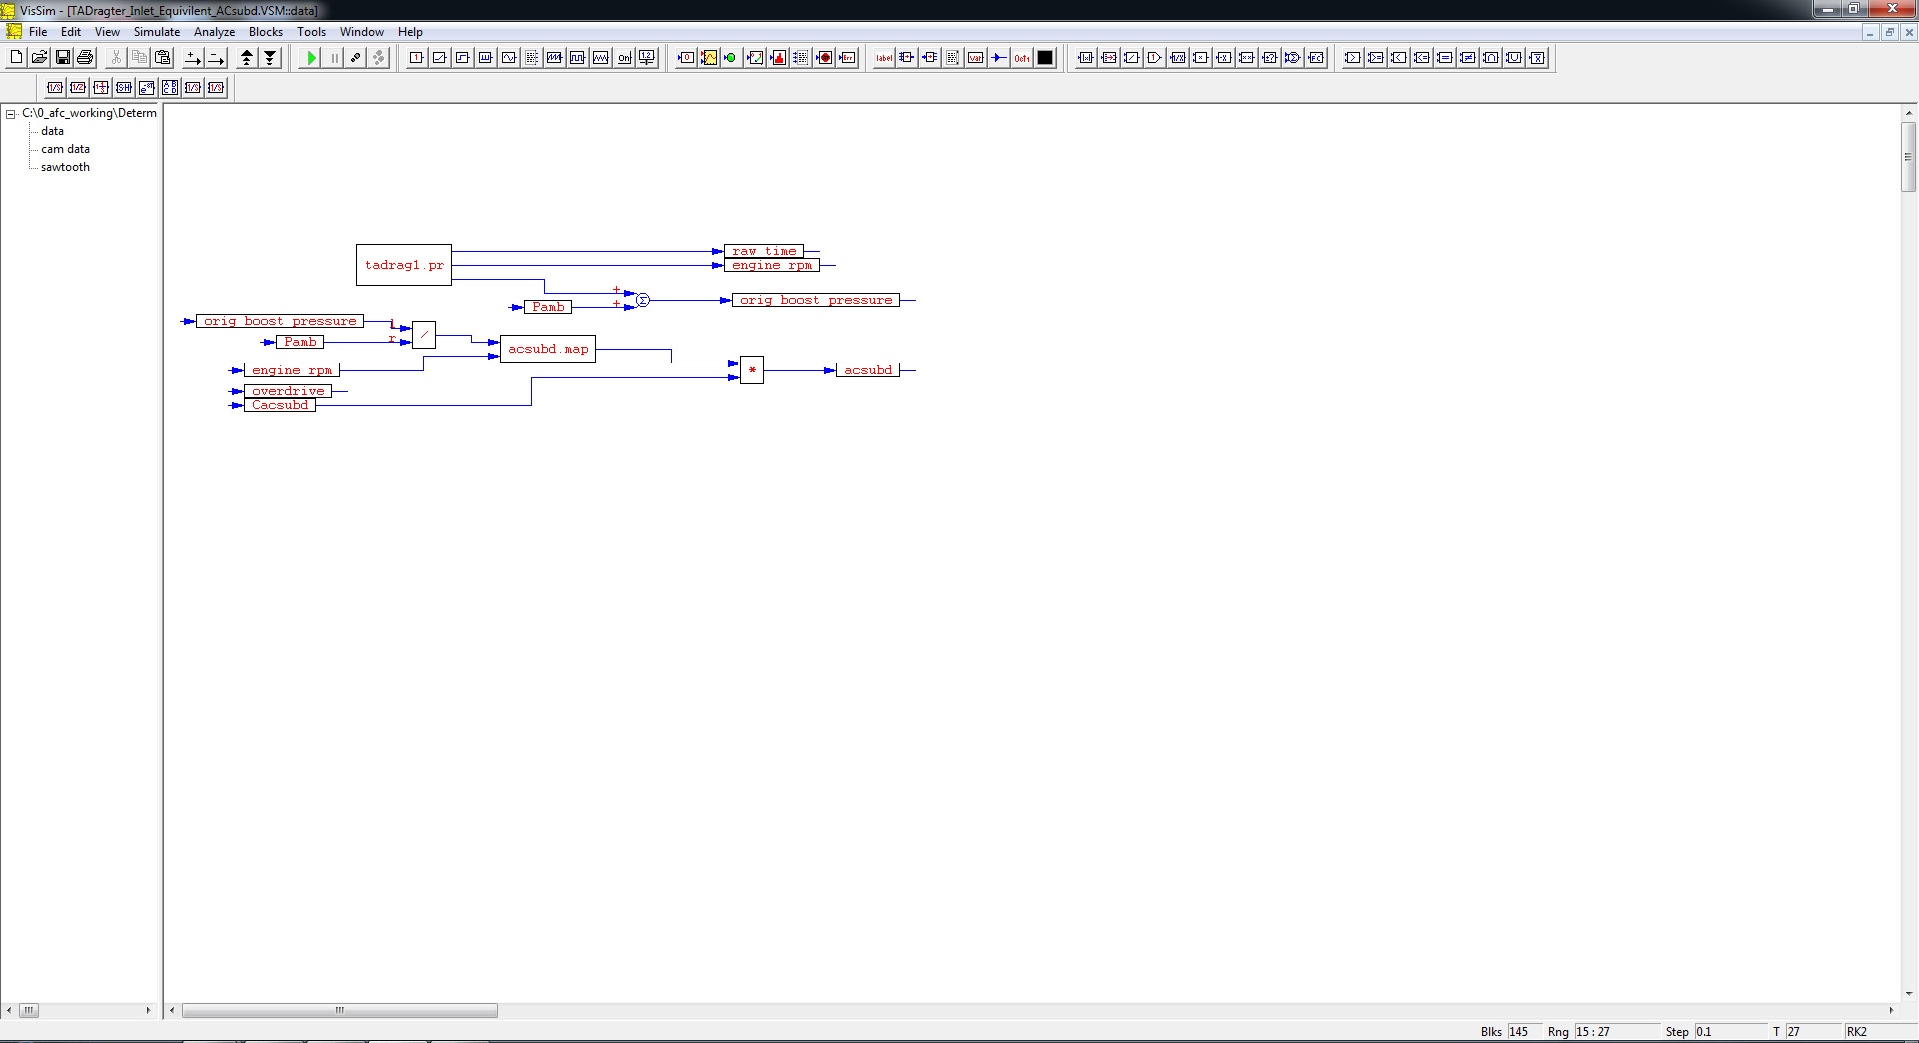 VisSim - [TADragter_Inlet_Equivilent_ACsubd.VSM::data]
File Edit View Simulate Analyze Blocks Tools Window Help
label
var
C:\0_afc_working\Determ
data
cam data
sawtooth
tadrag1.pr
raw time
engine rpm
+
Pamb
+
Σ
orig boost pressure
orig boost pressure
l
Pamb
r
/
acsubd.map
engine rpm
*
acsubd
overdrive
Cacsubd
Blks 145 Rng 15 : 27 Step 0.1 T 27 RK2